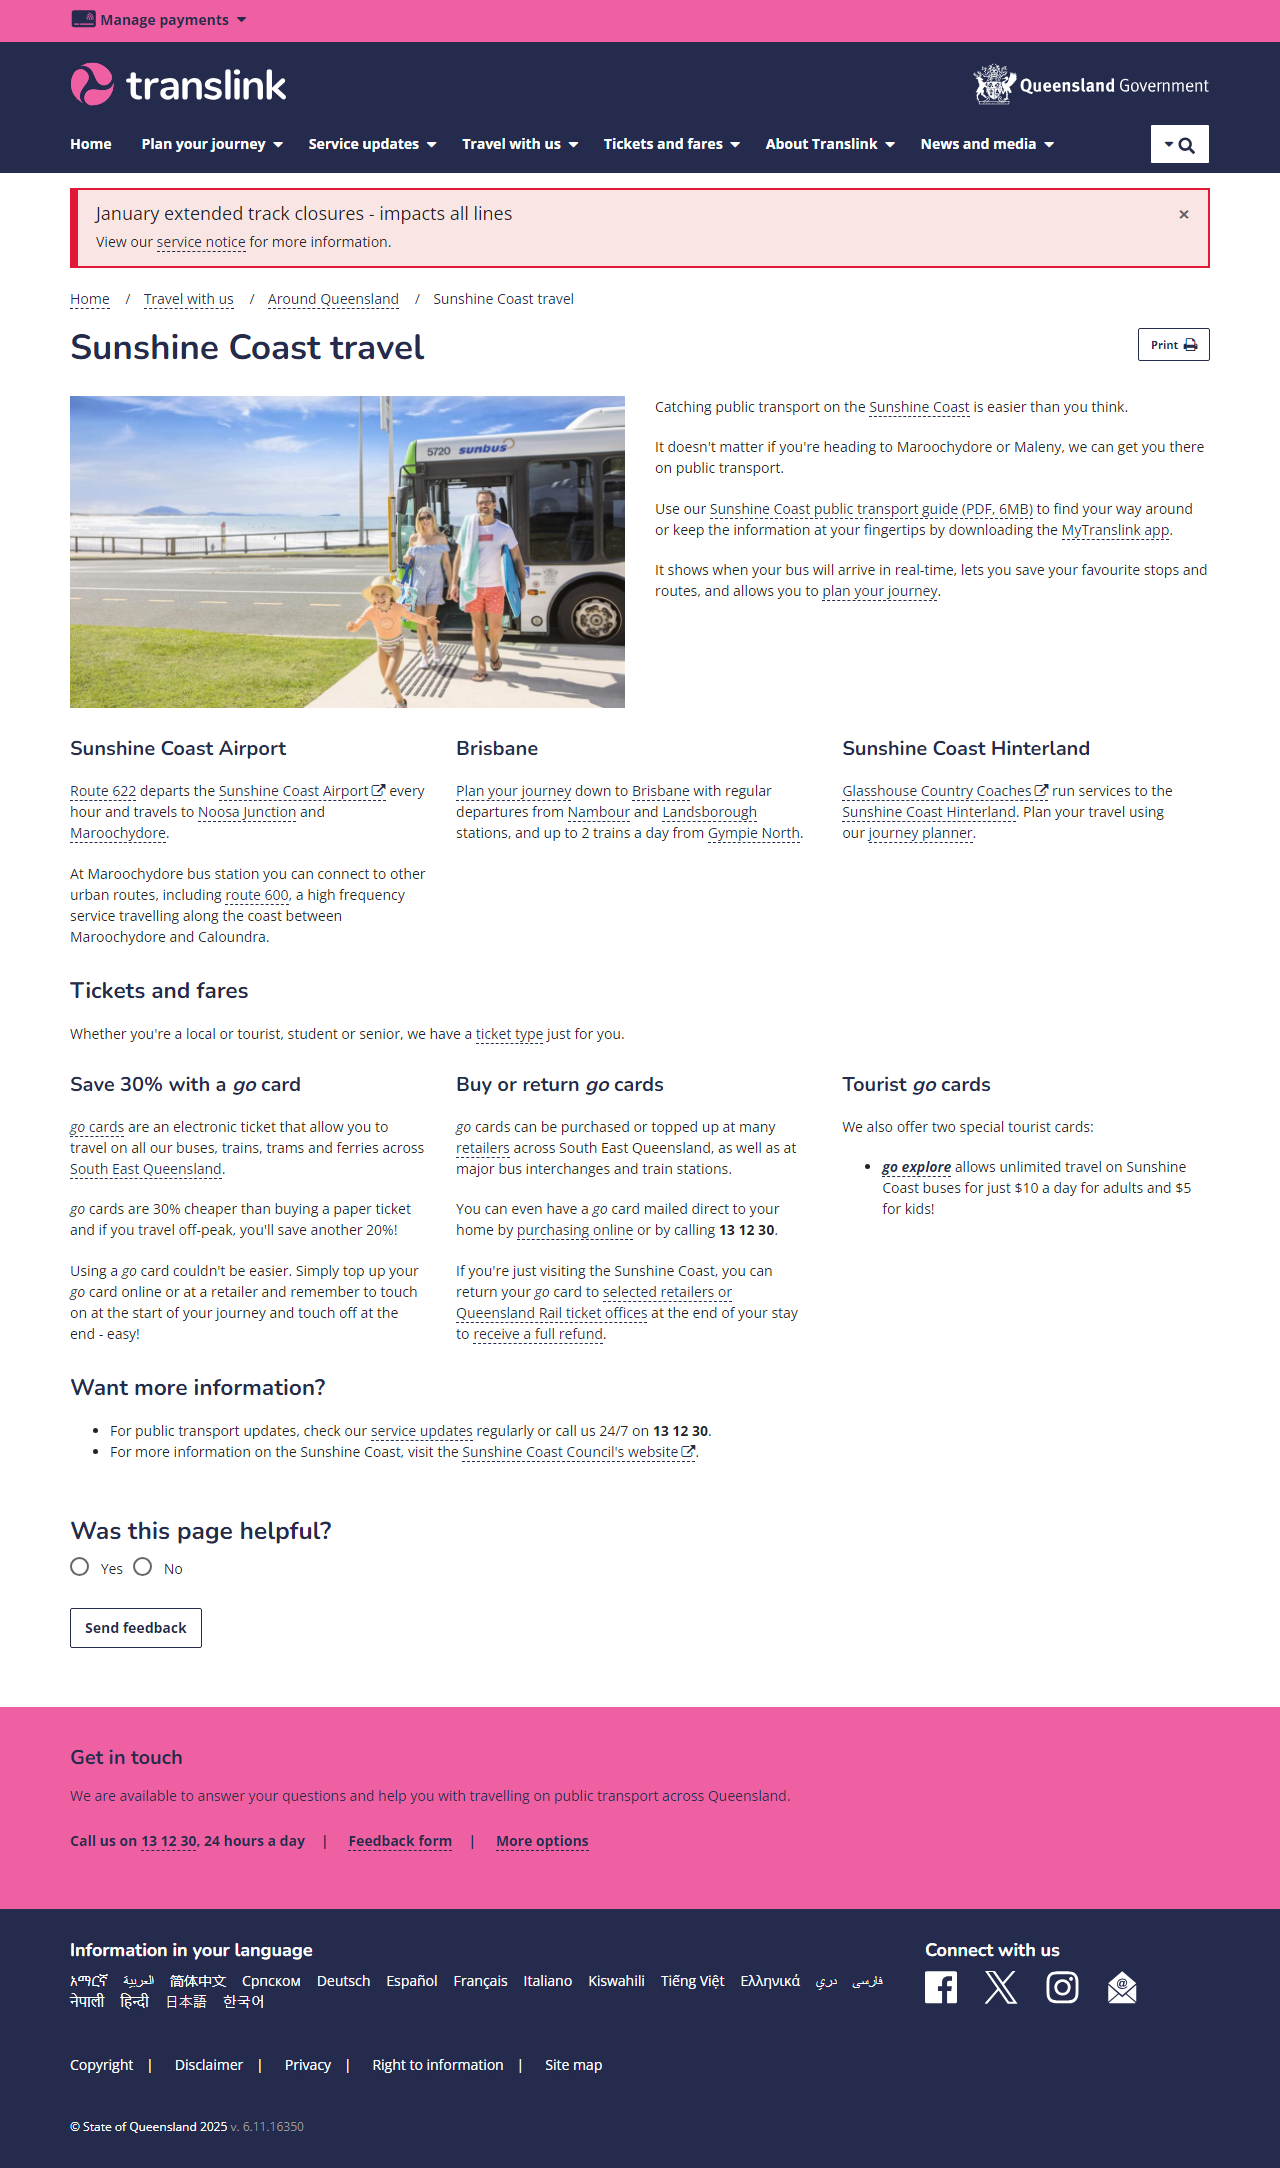 Manage payments
translink
Queensland Government
Home Plan your journey Service updates Travel with us Tickets and fares About Translink News and media
January extended track closures - impacts all lines
×
View our service notice for more information.
Home / Travel with us / Around Queensland / Sunshine Coast travel
Sunshine Coast travel
Print
5720 sunbus
Catching public transport on the Sunshine Coast is easier than you think.
It doesn't matter if you're heading to Maroochydore or Maleny, we can get you there
on public transport.
Use our Sunshine Coast public transport guide (PDF, 6MB) to find your way around
or keep the information at your fingertips by downloading the MyTranslink app.
It shows when your bus will arrive in real-time, lets you save your favourite stops and
routes, and allows you to plan your journey.
Sunshine Coast Airport
Route 622 departs the Sunshine Coast Airport every
hour and travels to Noosa Junction and
Maroochydore.
At Maroochydore bus station you can connect to other
urban routes, including route 600, a high frequency
service travelling along the coast between
Maroochydore and Caloundra.
Brisbane
Plan your journey down to Brisbane with regular
departures from Nambour and Landsborough
stations, and up to 2 trains a day from Gympie North.
Sunshine Coast Hinterland
Glasshouse Country Coaches run services to the
Sunshine Coast Hinterland. Plan your travel using
our journey planner.
Tickets and fares
Whether you're a local or tourist, student or senior, we have a ticket type just for you.
Save 30% with a go card
go cards are an electronic ticket that allow you to
travel on all our buses, trains, trams and ferries across
South East Queensland.
go cards are 30% cheaper than buying a paper ticket
and if you travel off-peak, you'll save another 20%!
Using a go card couldn't be easier. Simply top up your
go card online or at a retailer and remember to touch
on at the start of your journey and touch off at the
end - easy!
Buy or return go cards
go cards can be purchased or topped up at many
retailers across South East Queensland, as well as at
major bus interchanges and train stations.
You can even have a go card mailed direct to your
home by purchasing online or by calling 13 12 30.
If you're just visiting the Sunshine Coast, you can
return your go card to selected retailers or
Queensland Rail ticket offices at the end of your stay
to receive a full refund.
Tourist go cards
We also offer two special tourist cards:
• go explore allows unlimited travel on Sunshine
Coast buses for just $10 a day for adults and $5
for kids!
Want more information?
• For public transport updates, check our service updates regularly or call us 24/7 on 13 12 30.
• For more information on the Sunshine Coast, visit the Sunshine Coast Council's website.
Was this page helpful?
Yes No
Send feedback
Get in touch
We are available to answer your questions and help you with travelling on public transport across Queensland.
Call us on 13 12 30, 24 hours a day | Feedback form | More options
Information in your language
አማርኛ العربية 简体中文 Српском Deutsch Español Français Italiano Kiswahili Tiếng Việt Ελληνικά دري فارسی
नेपाली हिन्दी 日本語 한국어
Connect with us
Copyright | Disclaimer | Privacy | Right to information | Site map
© State of Queensland 2025 v. 6.11.16350